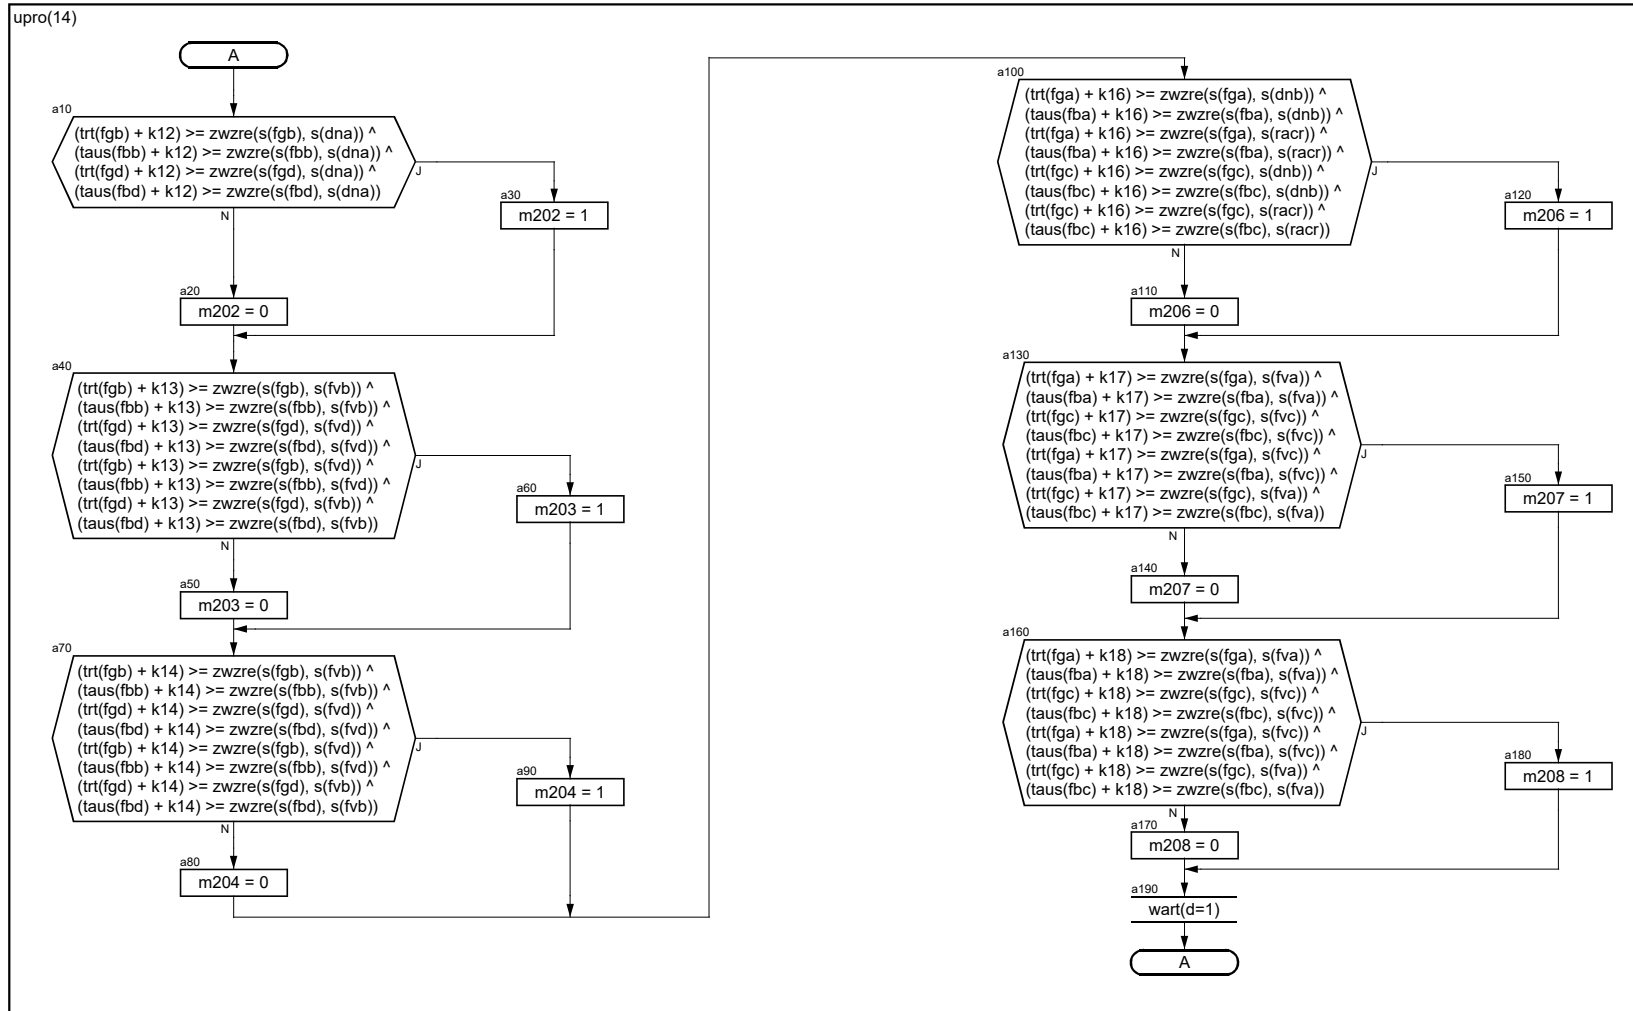 upro(14)
A
a10
(trt(fgb) + k12) >= zwzre(s(fgb), s(dna)) ^
(taus(fbb) + k12) >= zwzre(s(fbb), s(dna)) ^
(trt(fgd) + k12) >= zwzre(s(fgd), s(dna)) ^
(taus(fbd) + k12) >= zwzre(s(fbd), s(dna))
J
N
a30
m202 = 1
a20
m202 = 0
a40
(trt(fgb) + k13) >= zwzre(s(fgb), s(fvb)) ^
(taus(fbb) + k13) >= zwzre(s(fbb), s(fvb)) ^
(trt(fgd) + k13) >= zwzre(s(fgd), s(fvd)) ^
(taus(fbd) + k13) >= zwzre(s(fbd), s(fvd)) ^
(trt(fgb) + k13) >= zwzre(s(fgb), s(fvd)) ^
(taus(fbb) + k13) >= zwzre(s(fbb), s(fvd)) ^
(trt(fgd) + k13) >= zwzre(s(fgd), s(fvb)) ^
(taus(fbd) + k13) >= zwzre(s(fbd), s(fvb))
J
N
a60
m203 = 1
a50
m203 = 0
a70
(trt(fgb) + k14) >= zwzre(s(fgb), s(fvb)) ^
(taus(fbb) + k14) >= zwzre(s(fbb), s(fvb)) ^
(trt(fgd) + k14) >= zwzre(s(fgd), s(fvd)) ^
(taus(fbd) + k14) >= zwzre(s(fbd), s(fvd)) ^
(trt(fgb) + k14) >= zwzre(s(fgb), s(fvd)) ^
(taus(fbb) + k14) >= zwzre(s(fbb), s(fvd)) ^
(trt(fgd) + k14) >= zwzre(s(fgd), s(fvb)) ^
(taus(fbd) + k14) >= zwzre(s(fbd), s(fvb))
J
N
a90
m204 = 1
a80
m204 = 0
a100
(trt(fga) + k16) >= zwzre(s(fga), s(dnb)) ^
(taus(fba) + k16) >= zwzre(s(fba), s(dnb)) ^
(trt(fga) + k16) >= zwzre(s(fga), s(racr)) ^
(taus(fba) + k16) >= zwzre(s(fba), s(racr)) ^
(trt(fgc) + k16) >= zwzre(s(fgc), s(dnb)) ^
(taus(fbc) + k16) >= zwzre(s(fbc), s(dnb)) ^
(trt(fgc) + k16) >= zwzre(s(fgc), s(racr)) ^
(taus(fbc) + k16) >= zwzre(s(fbc), s(racr))
J
N
a120
m206 = 1
a110
m206 = 0
a130
(trt(fga) + k17) >= zwzre(s(fga), s(fva)) ^
(taus(fba) + k17) >= zwzre(s(fba), s(fva)) ^
(trt(fgc) + k17) >= zwzre(s(fgc), s(fvc)) ^
(taus(fbc) + k17) >= zwzre(s(fbc), s(fvc)) ^
(trt(fga) + k17) >= zwzre(s(fga), s(fvc)) ^
(taus(fba) + k17) >= zwzre(s(fba), s(fvc)) ^
(trt(fgc) + k17) >= zwzre(s(fgc), s(fva)) ^
(taus(fbc) + k17) >= zwzre(s(fbc), s(fva))
J
N
a150
m207 = 1
a140
m207 = 0
a160
(trt(fga) + k18) >= zwzre(s(fga), s(fva)) ^
(taus(fba) + k18) >= zwzre(s(fba), s(fva)) ^
(trt(fgc) + k18) >= zwzre(s(fgc), s(fvc)) ^
(taus(fbc) + k18) >= zwzre(s(fbc), s(fvc)) ^
(trt(fga) + k18) >= zwzre(s(fga), s(fvc)) ^
(taus(fba) + k18) >= zwzre(s(fba), s(fvc)) ^
(trt(fgc) + k18) >= zwzre(s(fgc), s(fva)) ^
(taus(fbc) + k18) >= zwzre(s(fbc), s(fva))
J
N
a180
m208 = 1
a170
m208 = 0
a190
wart(d=1)
A